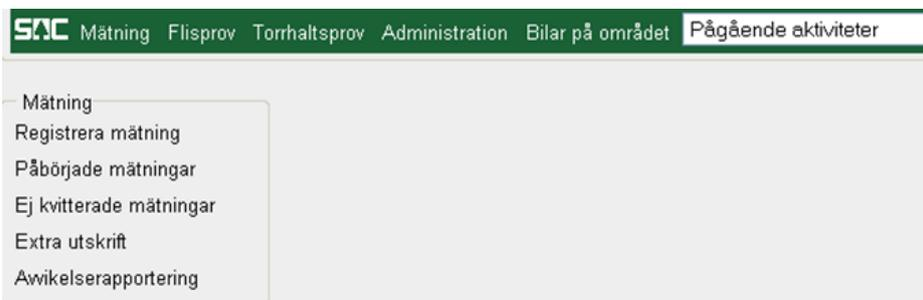 SDC Mätning Flisprov Torrhaltsprov Administration Bilar på området Pågående aktiviteter
Mätning
Registrera mätning
Påbörjade mätningar
Ej kvitterade mätningar
Extra utskrift
Avvikelserapportering